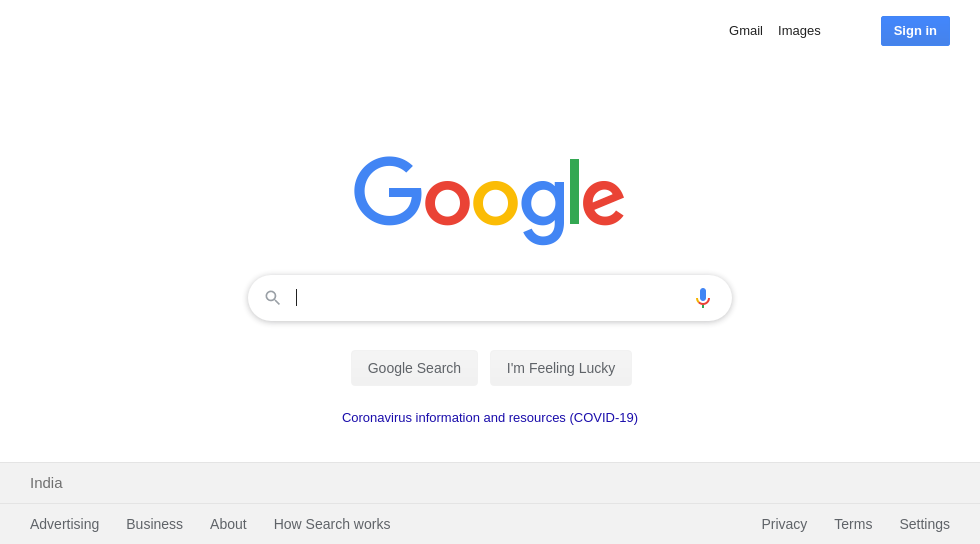 Gmail Images Sign in
Google
Google Search I'm Feeling Lucky
Coronavirus information and resources (COVID-19)
India
Advertising Business About How Search works Privacy Terms Settings